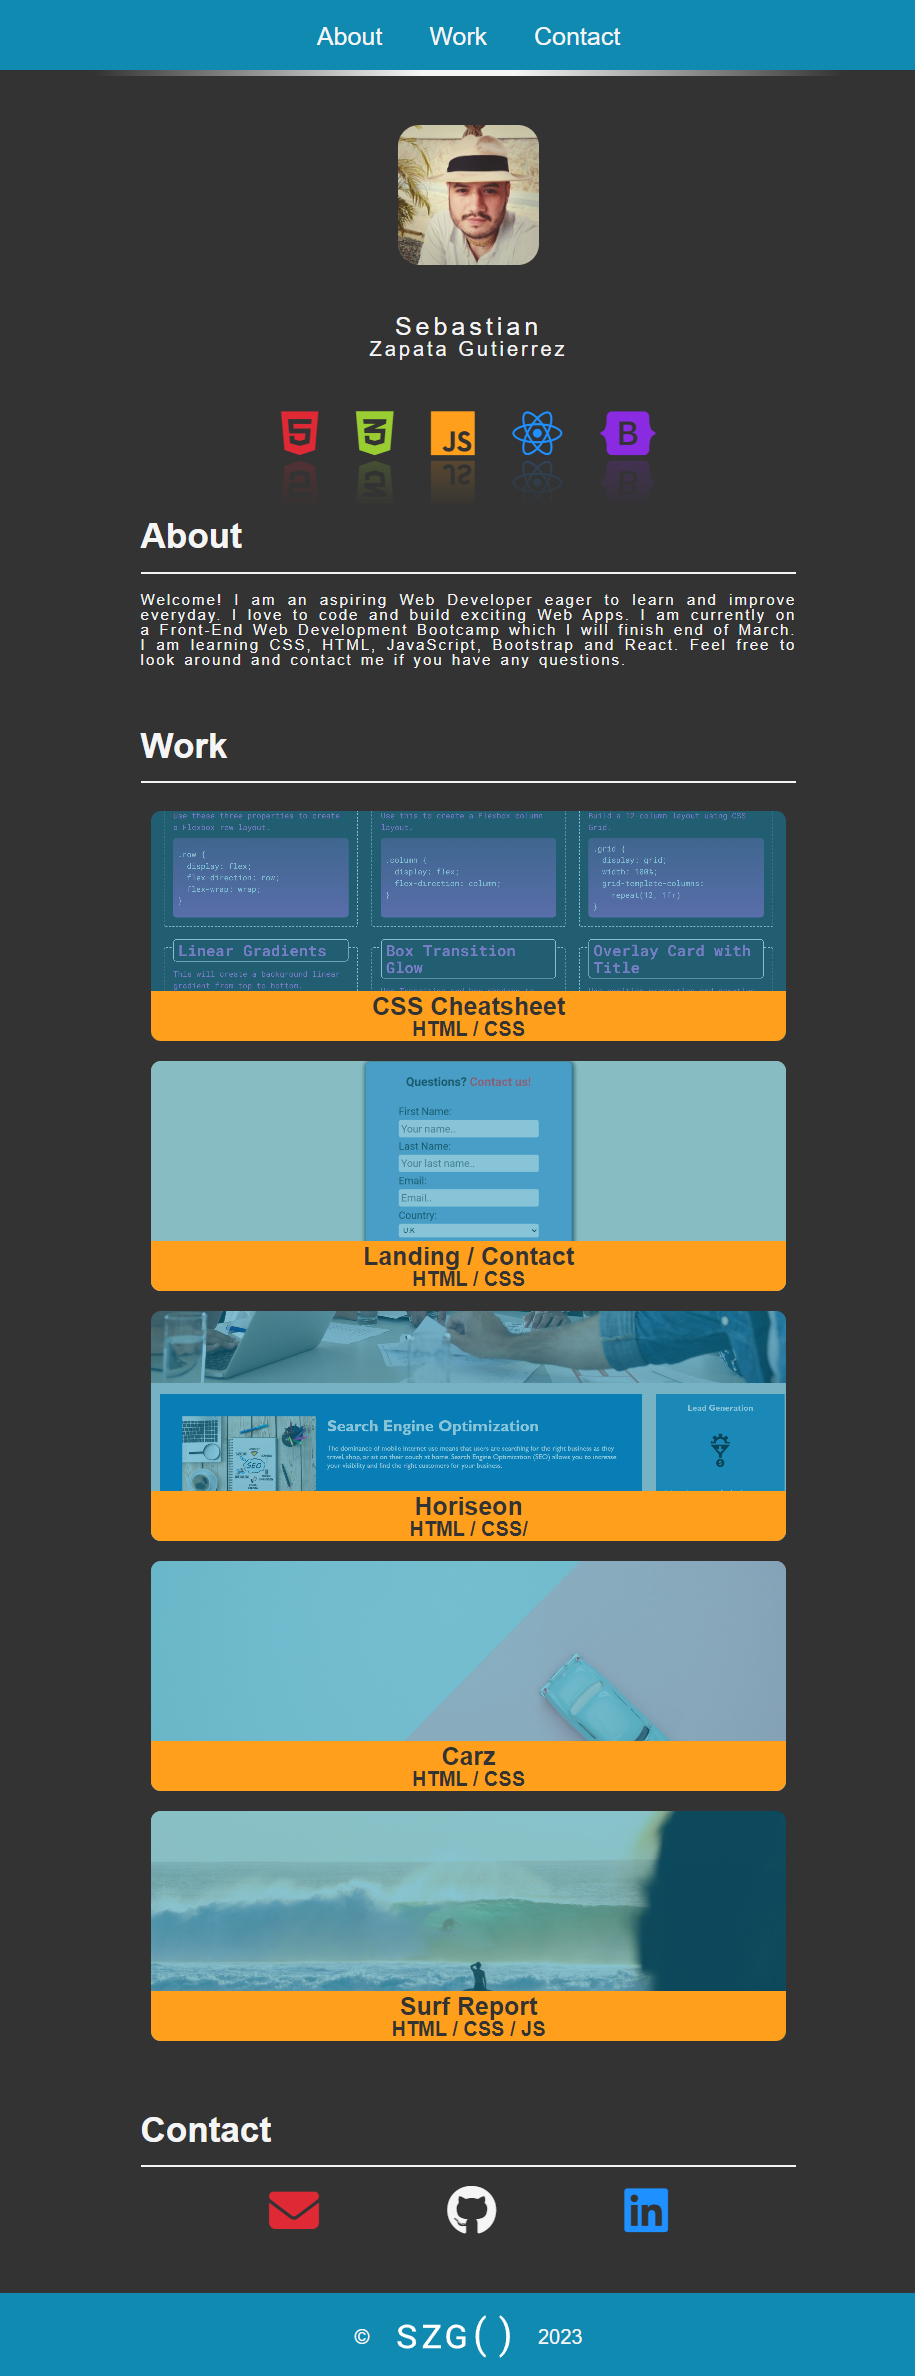 About Work Contact
Sebastian
Zapata Gutierrez
5 3 JS B
About
Welcome! I am an aspiring Web Developer eager to learn and improve
everyday. I love to code and build exciting Web Apps. I am currently on
a Front-End Web Development Bootcamp which I will finish end of March.
I am learning CSS, HTML, JavaScript, Bootstrap and React. Feel free to
look around and contact me if you have any questions.
Work
Use these three properties to create
a Flexbox row layout.
.row {
display: flex;
flex-direction: row;
flex-wrap: wrap;
}
Use this to create a Flexbox column
layout.
.column {
display: flex;
flex-direction: column;
}
Build a 12 column layout using CSS
Grid.
.grid {
display: grid;
width: 100%;
grid-template-columns:
repeat(12, 1fr)
}
Linear Gradients
This will create a background linear
gradient from top to bottom.
Box Transition
Glow
Overlay Card with
Title
CSS Cheatsheet
HTML / CSS
Questions? Contact us!
First Name:
Your name..
Last Name:
Your last name..
Email:
Email..
Country:
UK
Landing / Contact
HTML / CSS
Search Engine Optimization
The dominance of mobile internet use means that users are searching for the right business as they
travel, shop, or sit on their couch at home. Search Engine Optimization (SEO) allows you to increase
your visibility and find the right customers for your business.
SEO
Lead Generation
Horiseon
HTML / CSS/
Carz
HTML / CSS
Surf Report
HTML / CSS / JS
Contact
in
© SZG() 2023